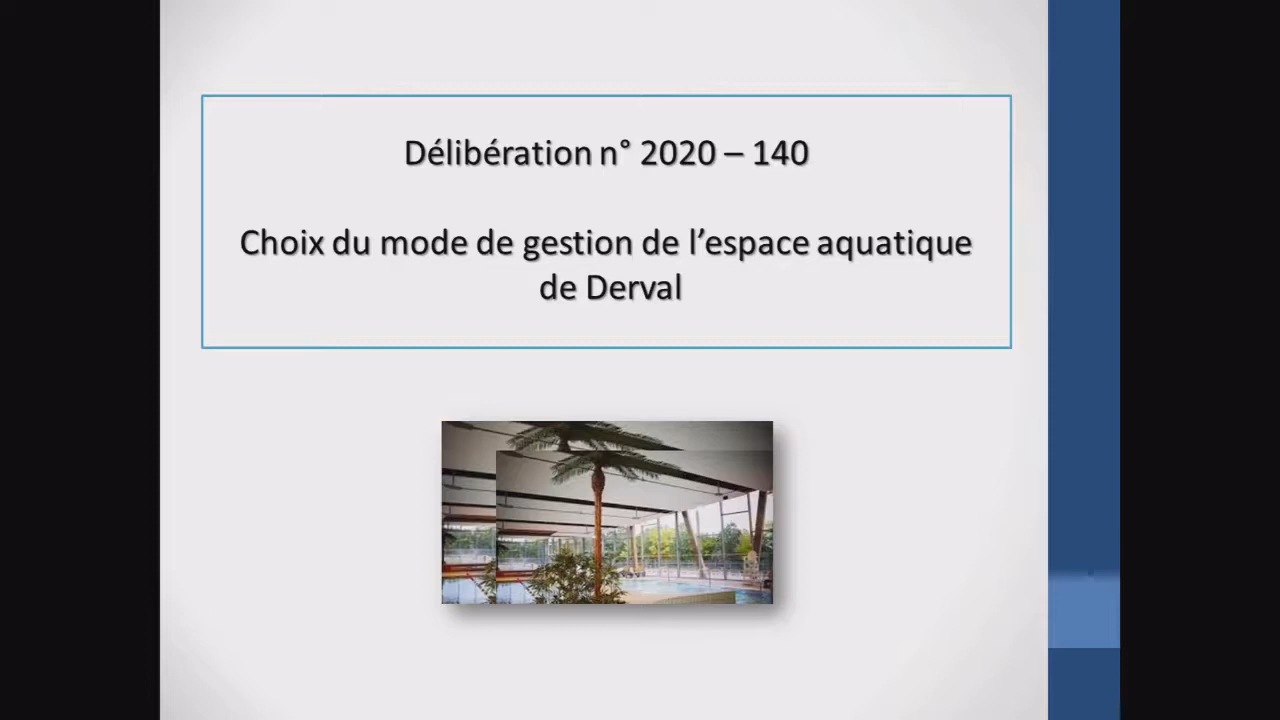 Délibération n° 2020 – 140
Choix du mode de gestion de l’espace aquatique
de Derval